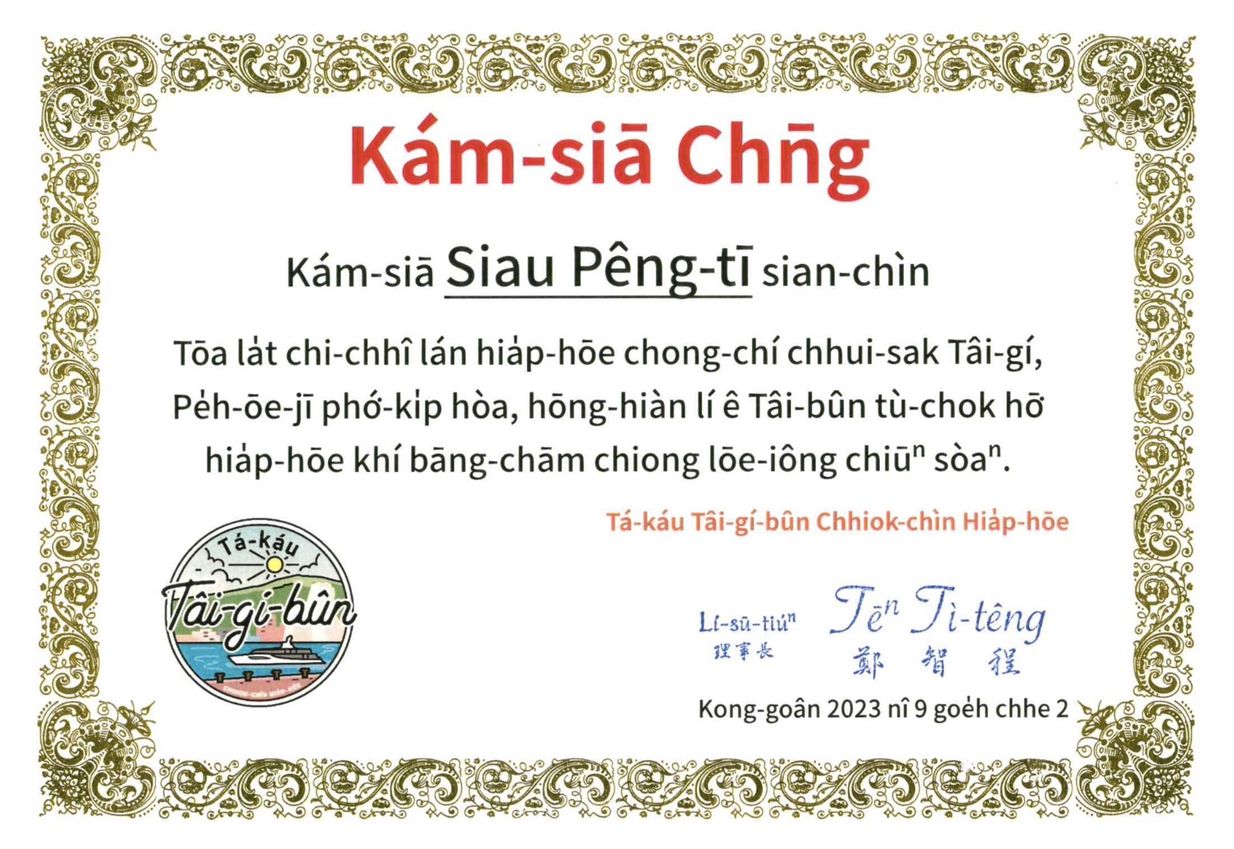 Kám-siā Chn̄g
Kám-siā Siau Pêng-tī sian-chìn
Tōa la̍t chi-chhî lán hia̍p-hōe chong-chí chhui-sak Tâi-gí,
Pe̍h-ōe-jī phó͘-ki̍p hòa, hōng-hiàn lí ê Tâi-bûn tù-chok hō͘
hia̍p-hōe khí bāng-chām chiong lōe-iông chiūⁿ sòaⁿ.
Tá-káu Tâi-gí-bûn Chhiok-chìn Hia̍p-hōe
Tá-káu
Tâi-gí-bûn
CHHIOK-CHÌN HIA̍P-HŌE
Lí-sū-tiúⁿ Tēⁿ Tì-têng
理事長 鄭 智 程
Kong-goân 2023 nî 9 goe̍h chhe 2